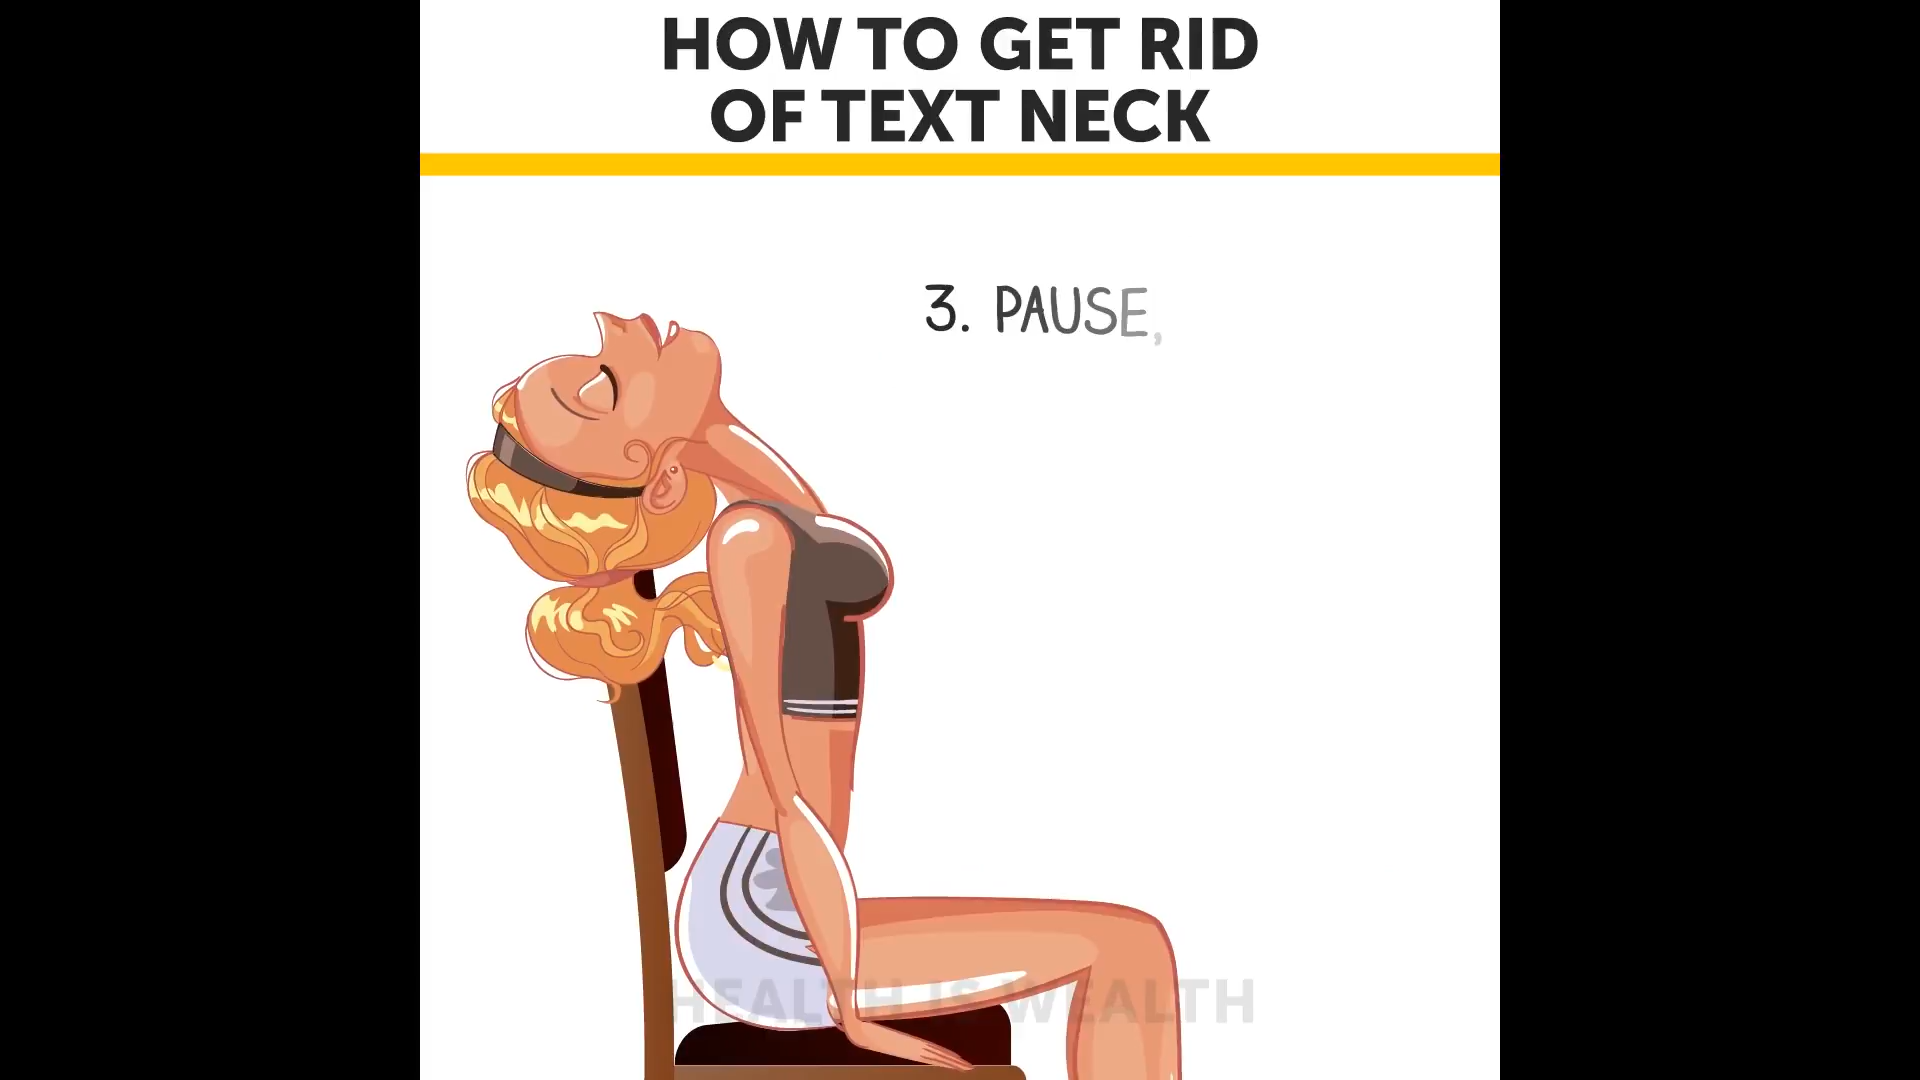 HOW TO GET RID
OF TEXT NECK
3. PAUSE,
HEALTH IS WEALTH